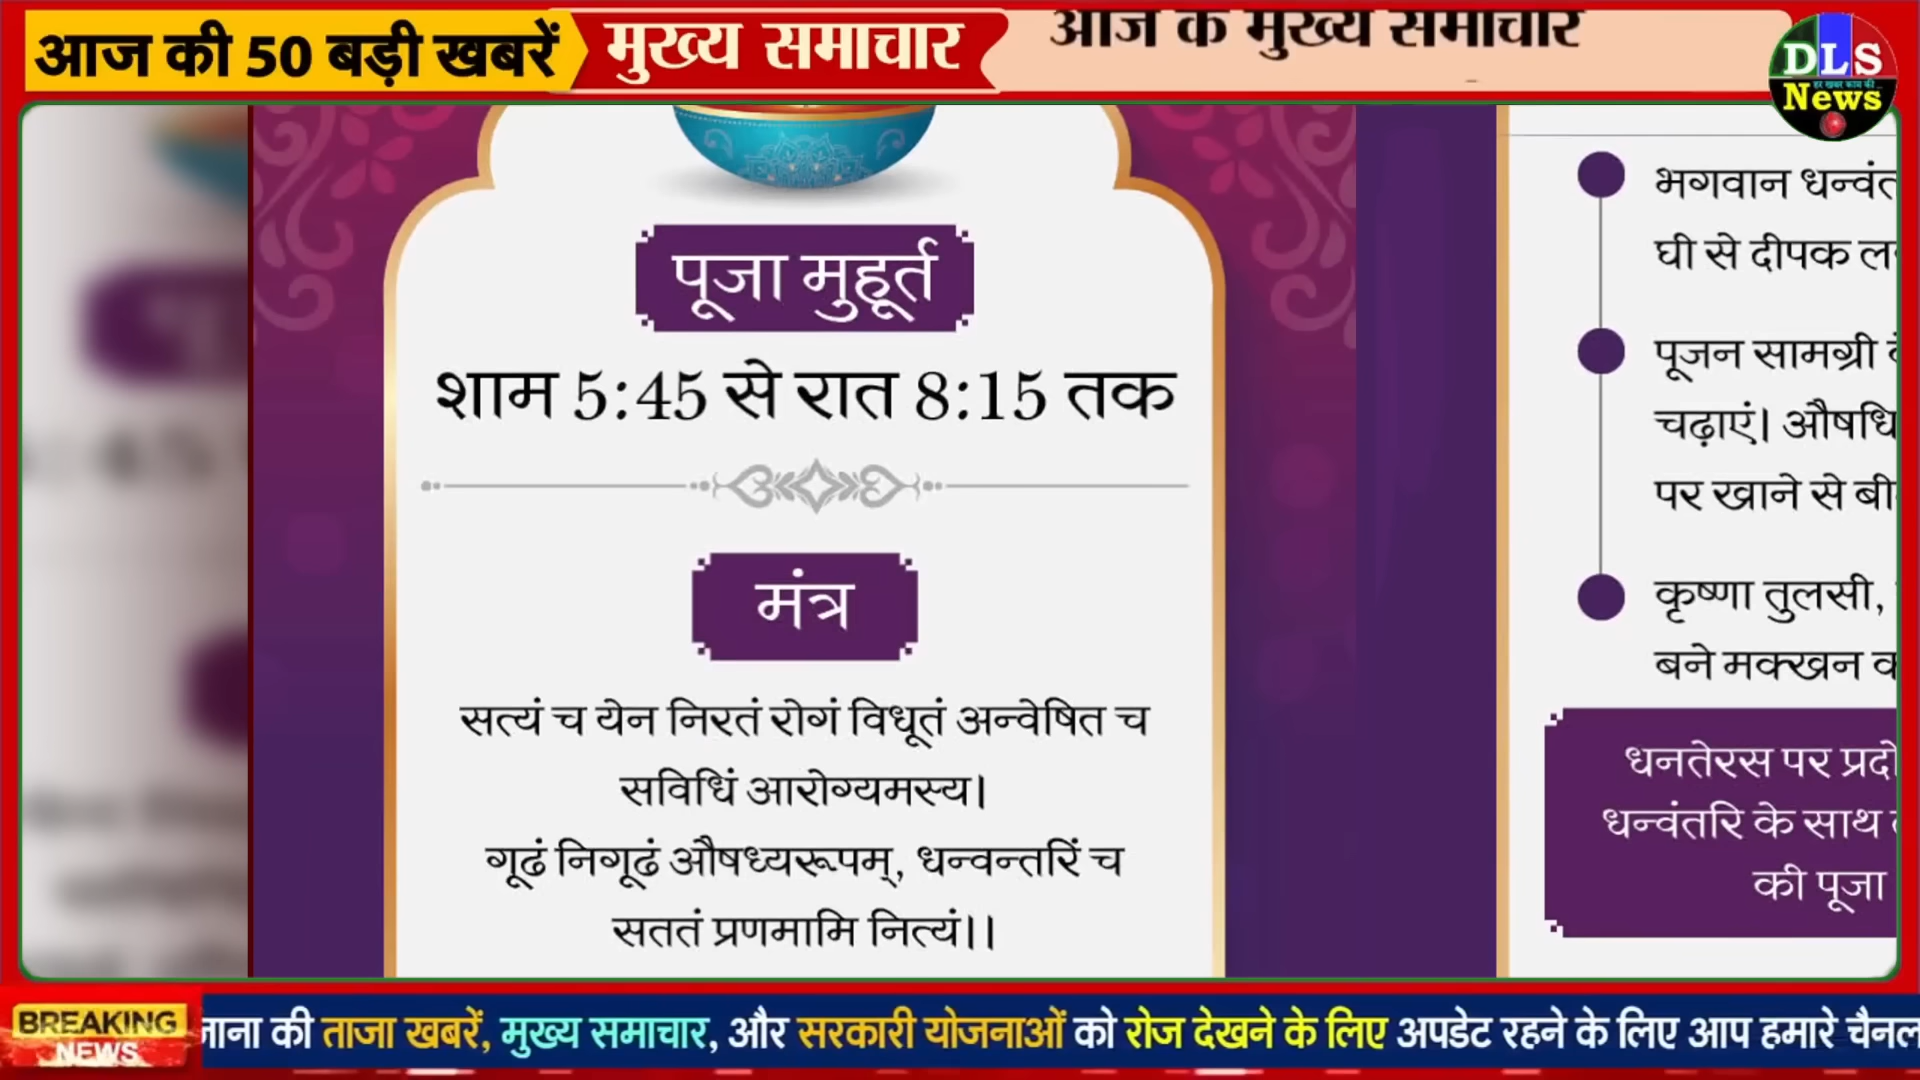 आज की 50 बड़ी खबरें
मुख्य समाचार
आज के मुख्य समाचार
DLS
हर खबर काम की
News
पूजा मुहूर्त
शाम 5:45 से रात 8:15 तक
मंत्र
सत्यं च येन निरतं रोगं विधूतं अन्वेषित च
सविधिं आरोग्यमस्य।
गूढं निगूढं औषध्यरूपम्, धन्वन्तरिं च
सततं प्रणमामि नित्यं।।
भगवान
घी से दीपक
पूजन सामग्री
चढ़ाएं। औषधि
पर खाने से
कृष्णा तुलसी,
बने मक्खन
धनतेरस पर
धन्वंतरि के साथ
की पूजा
BREAKING
NEWS
की ताजा खबरें, मुख्य समाचार, और सरकारी योजनाओं को रोज देखने के लिए अपडेट रहने के लिए आप हमारे चैनल